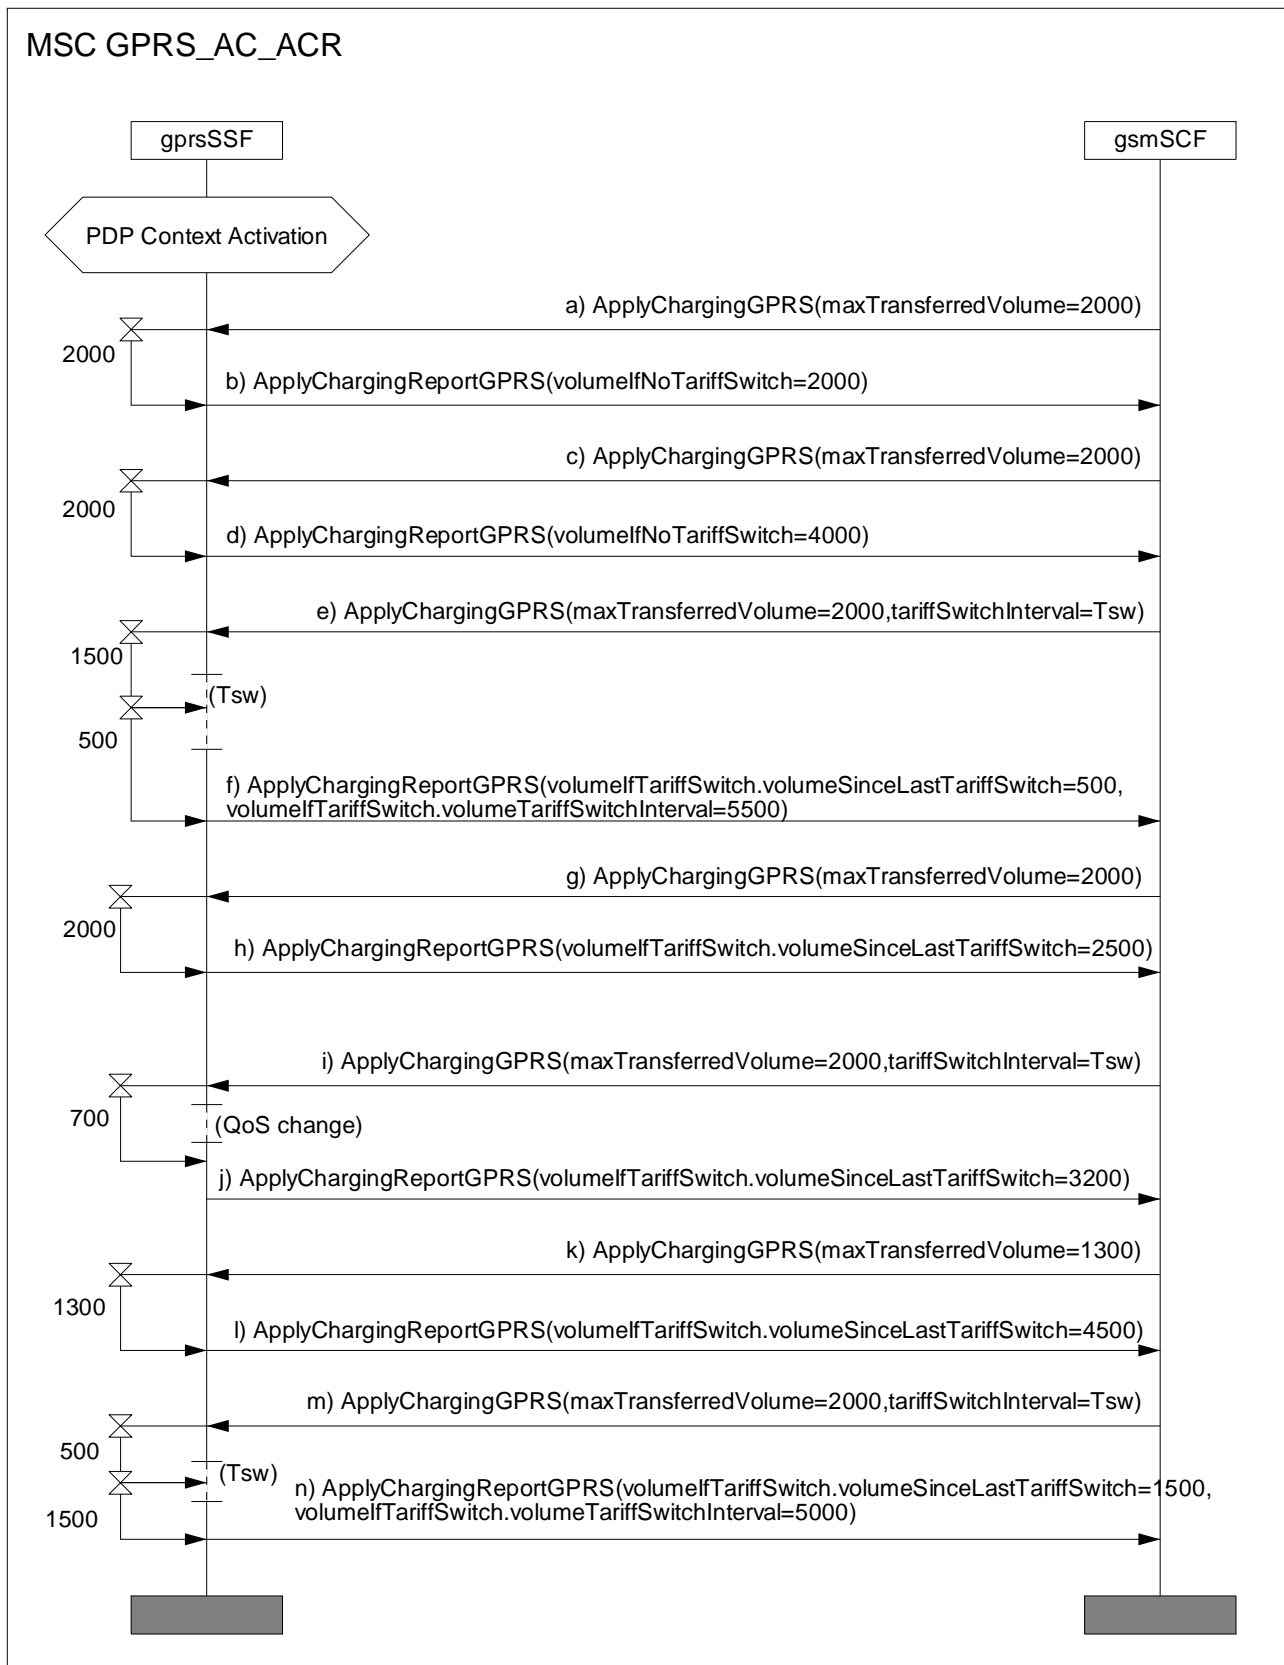 MSC GPRS_AC_ACR
gprsSSF
gsmSCF
PDP Context Activation
a) ApplyChargingGPRS(maxTransferredVolume=2000)
2000
b) ApplyChargingReportGPRS(volumeIfNoTariffSwitch=2000)
c) ApplyChargingGPRS(maxTransferredVolume=2000)
2000
d) ApplyChargingReportGPRS(volumeIfNoTariffSwitch=4000)
e) ApplyChargingGPRS(maxTransferredVolume=2000,tariffSwitchInterval=Tsw)
1500
(Tsw)
500
f) ApplyChargingReportGPRS(volumeIfTariffSwitch.volumeSinceLastTariffSwitch=500,
volumeIfTariffSwitch.volumeTariffSwitchInterval=5500)
g) ApplyChargingGPRS(maxTransferredVolume=2000)
2000
h) ApplyChargingReportGPRS(volumeIfTariffSwitch.volumeSinceLastTariffSwitch=2500)
i) ApplyChargingGPRS(maxTransferredVolume=2000,tariffSwitchInterval=Tsw)
700
(QoS change)
j) ApplyChargingReportGPRS(volumeIfTariffSwitch.volumeSinceLastTariffSwitch=3200)
k) ApplyChargingGPRS(maxTransferredVolume=1300)
1300
l) ApplyChargingReportGPRS(volumeIfTariffSwitch.volumeSinceLastTariffSwitch=4500)
m) ApplyChargingGPRS(maxTransferredVolume=2000,tariffSwitchInterval=Tsw)
500
(Tsw)
n) ApplyChargingReportGPRS(volumeIfTariffSwitch.volumeSinceLastTariffSwitch=1500,
volumeIfTariffSwitch.volumeTariffSwitchInterval=5000)
1500